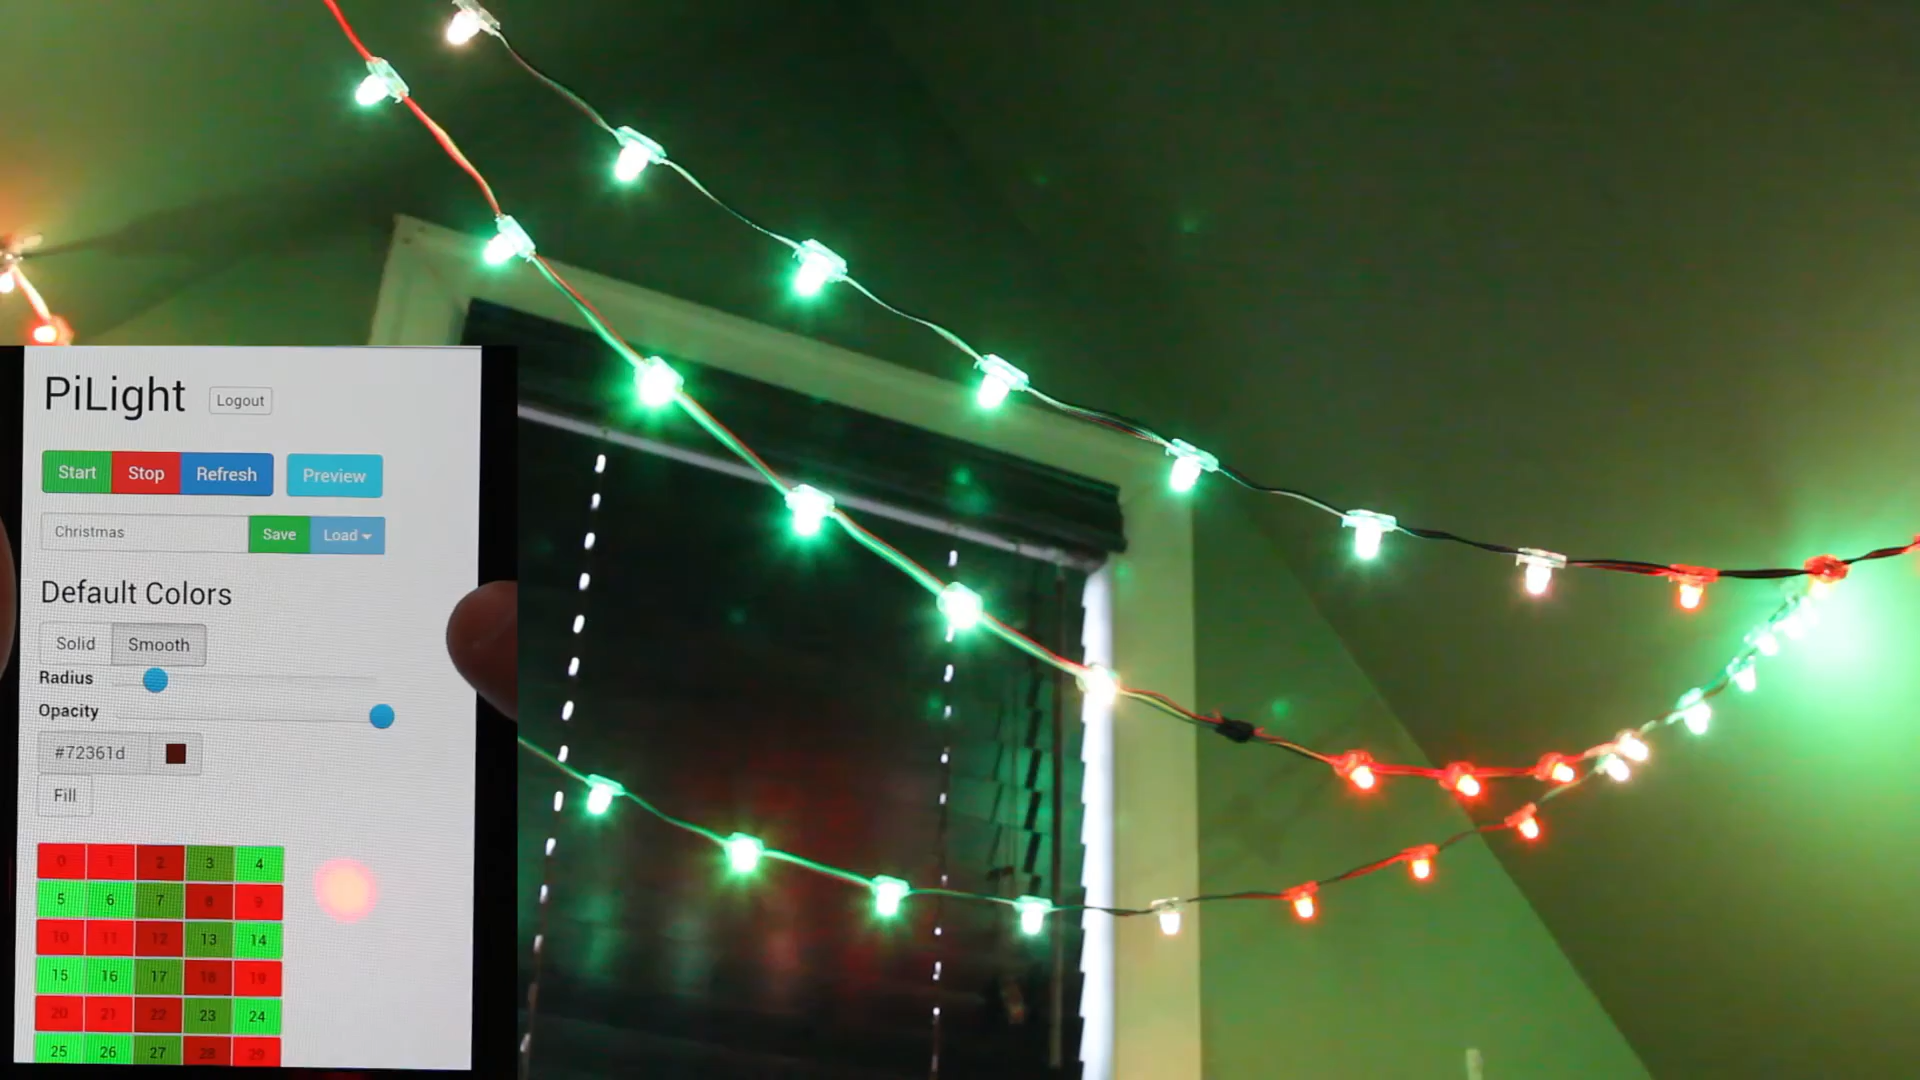 PiLight Logout
Start Stop Refresh Preview
Christmas Save Load
Default Colors
Solid Smooth
Radius
Opacity
#72361d
Fill
0 1 2 3 4
5 6 7 8 9
10 11 12 13 14
15 16 17 18 19
20 21 22 23 24
25 26 27 28 29